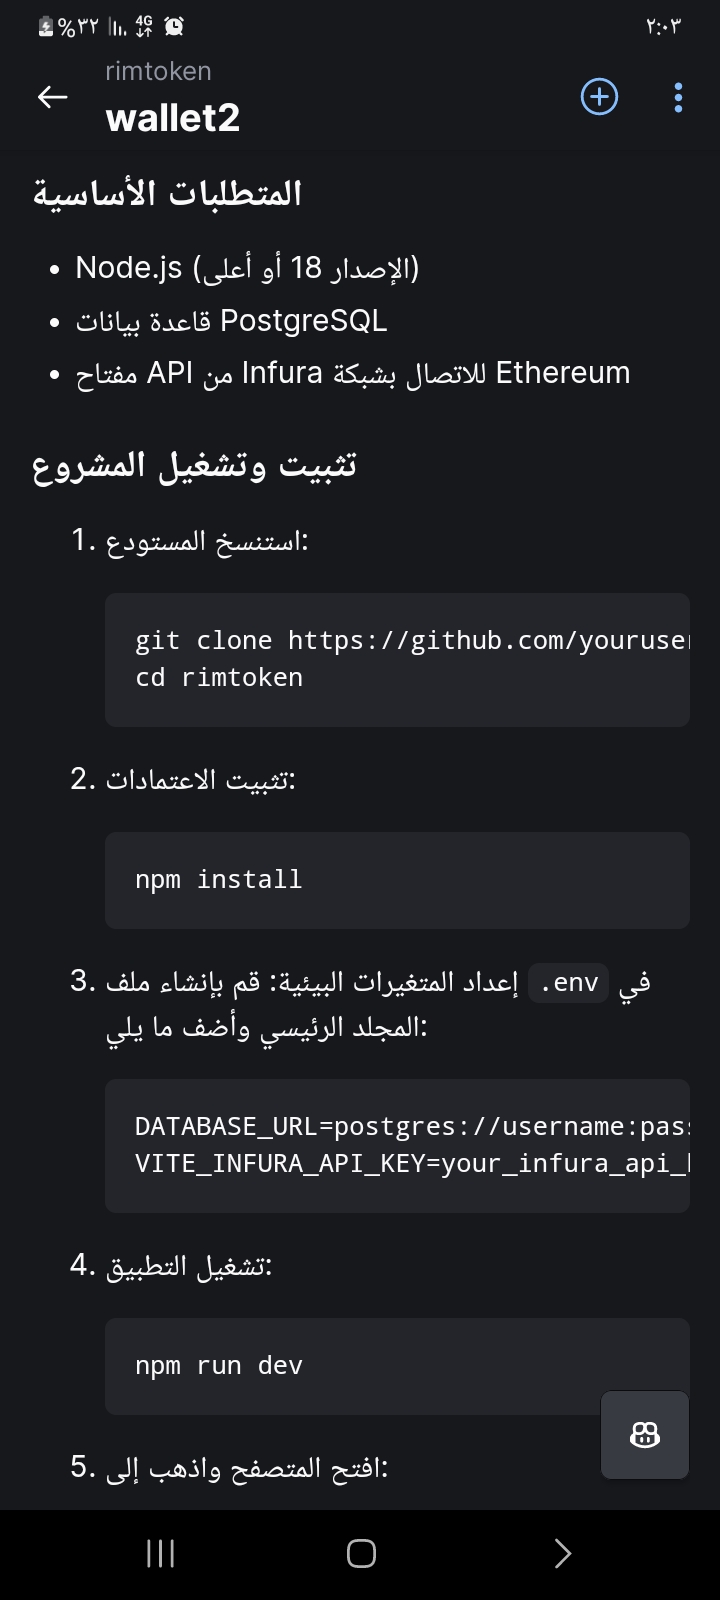 %٣٢ 4G ٢:٠٣
rimtoken
wallet2
المتطلبات الأساسية
• Node.js (الإصدار 18 أو أعلى)
• قاعدة بيانات PostgreSQL
• مفتاح API من Infura للاتصال بشبكة Ethereum
تثبيت وتشغيل المشروع
1. استنسخ المستودع:
git clone https://github.com/youruser
cd rimtoken
2. تثبيت الاعتمادات:
npm install
3. إعداد المتغيرات البيئية: قم بإنشاء ملف .env في
المجلد الرئيسي وأضف ما يلي:
DATABASE_URL=postgres://username:pass
VITE_INFURA_API_KEY=your_infura_api_
4. تشغيل التطبيق:
npm run dev
5. افتح المتصفح واذهب إلى: